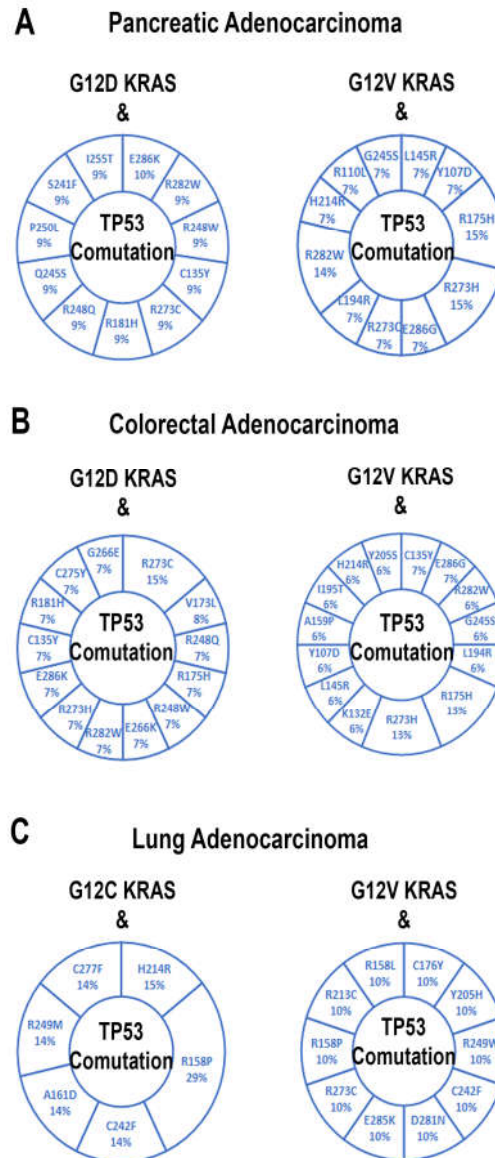 A
Pancreatic Adenocarcinoma
G12D KRAS
&
E286K
10%
R282W
9%
R248W
9%
C135Y
9%
R273C
9%
R181H
9%
R248Q
9%
Q245S
9%
P250L
9%
S241F
9%
I255T
9%
TP53
Comutation
G12V KRAS
&
L145R
7%
Y107D
7%
R175H
15%
R273H
15%
E286G
7%
R273C
7%
L194R
7%
R282W
14%
H214R
7%
R110L
7%
G245S
7%
TP53
Comutation
B
Colorectal Adenocarcinoma
G12D KRAS
&
R273C
15%
V173L
8%
R248Q
7%
R175H
7%
R248W
7%
E266K
7%
R282W
7%
R273H
7%
E286K
7%
C135Y
7%
R181H
7%
C275Y
7%
G266E
7%
TP53
Comutation
G12V KRAS
&
C135Y
7%
E286G
7%
R282W
6%
G245S
6%
L194R
6%
R175H
13%
R273H
13%
K132E
6%
L145R
6%
Y107D
6%
A159P
6%
I195T
6%
H214R
6%
Y205S
6%
TP53
Comutation
C
Lung Adenocarcinoma
G12C KRAS
&
H214R
15%
R158P
29%
C242F
14%
A161D
14%
R249M
14%
C277F
14%
TP53
Comutation
G12V KRAS
&
C176Y
10%
Y205H
10%
R249W
10%
C242F
10%
D281N
10%
E285K
10%
R273C
10%
R158P
10%
R213C
10%
R158L
10%
TP53
Comutation